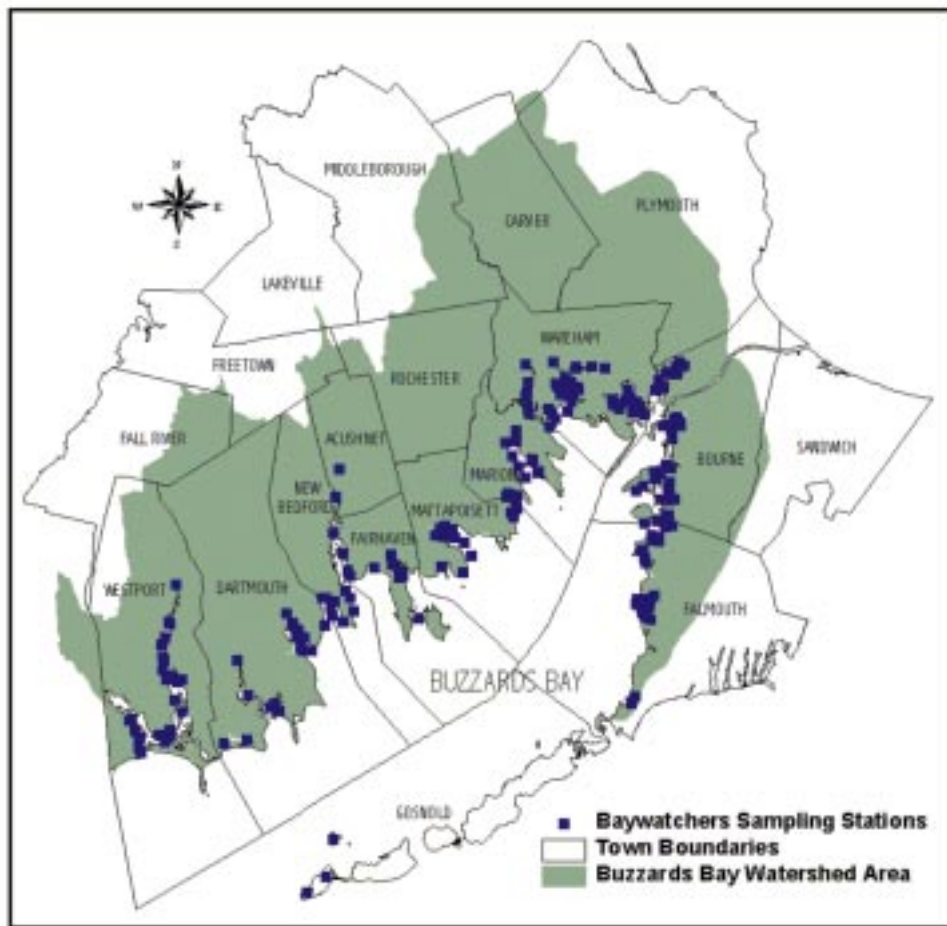 MIDDLEBOROUGH
CARVER
PLYMOUTH
N
W
E
S
LAKEVILLE
WAREHAM
FREETOWN
ROCHESTER
FALL RIVER
ACUSHNET
SANDWICH
BOURNE
MARION
NEW
BEDFORD
MATTAPOISETT
FAIRHAVEN
WESTPORT
DARTMOUTH
FALMOUTH
BUZZARDS BAY
GOSNOLD
Baywatchers Sampling Stations
Town Boundaries
Buzzards Bay Watershed Area